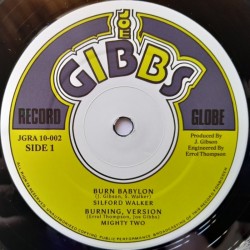 JOE
GIBBS
RECORD GLOBE
JGRA 10-002
SIDE 1
Produced By
J. Gibson
Engineered By
Errol Thompson
BURN BABYLON
(J. Gibson, S. Walker)
SILFORD WALKER
BURNING, VERSION
(Errol Thompson, Joe Gibbs)
MIGHTY TWO